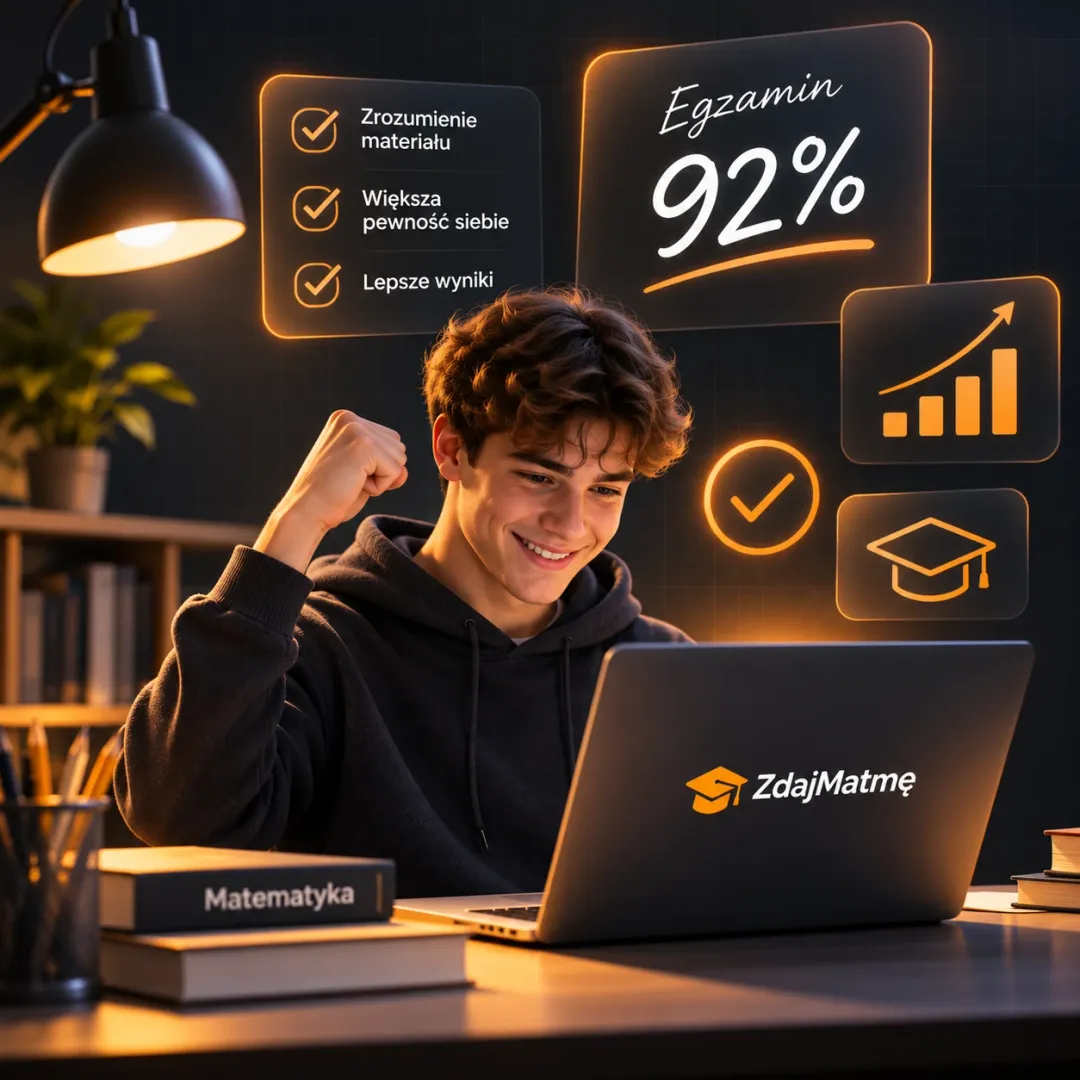 Zrozumienie
materiału
Większa
pewność siebie
Lepsze wyniki
Egzamin
92%
ZdajMatmę
Matematyka